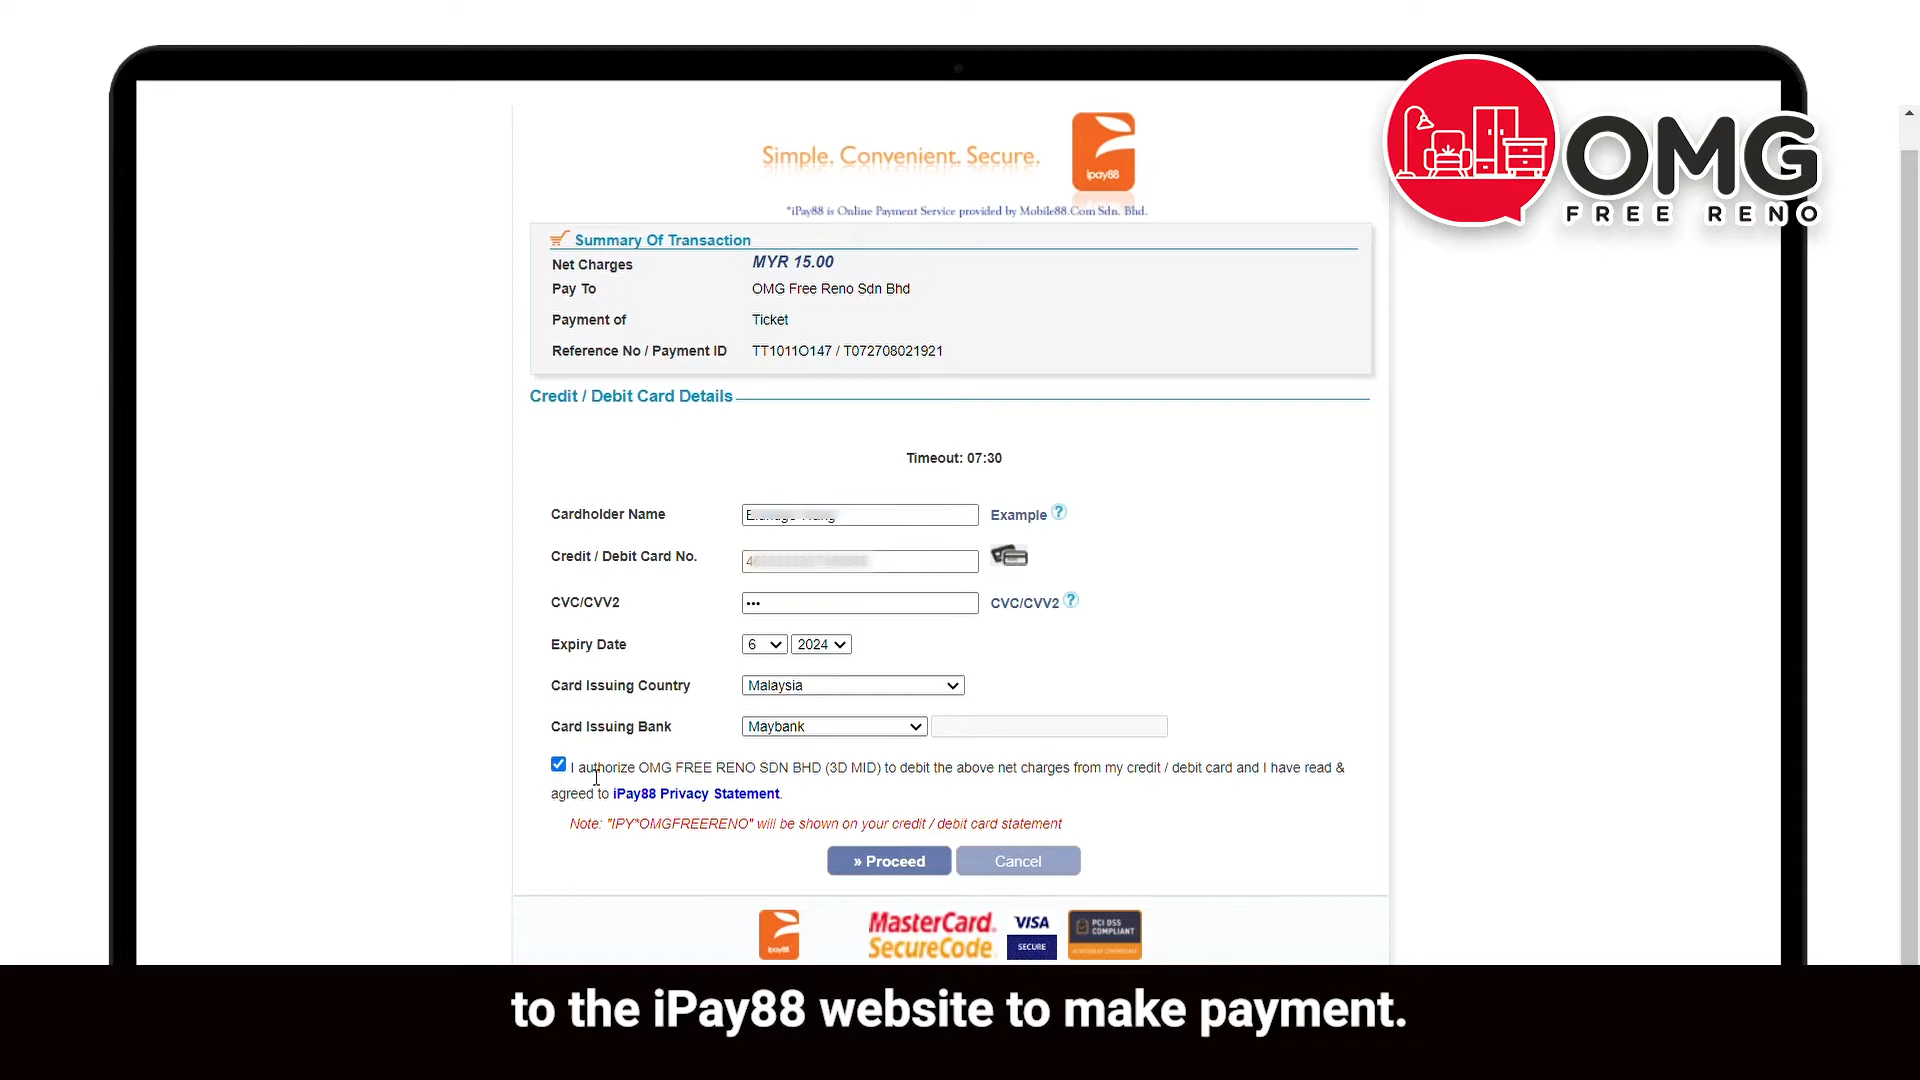 OMG
FREE RENO
Simple. Convenient. Secure.
ipay88
*iPay88 is Online Payment Service provided by Mobile88.Com Sdn. Bhd.
Summary Of Transaction
Net Charges MYR 15.00
Pay To OMG Free Reno Sdn Bhd
Payment of Ticket
Reference No / Payment ID TT1011O147 / T072708021921
Credit / Debit Card Details
Timeout: 07:30
Cardholder Name Example ?
Credit / Debit Card No.
CVC/CVV2 ••• CVC/CVV2 ?
Expiry Date 6 2024
Card Issuing Country Malaysia
Card Issuing Bank Maybank
I authorize OMG FREE RENO SDN BHD (3D MID) to debit the above net charges from my credit / debit card and I have read &
agreed to iPay88 Privacy Statement.
Note: "IPY*OMGFREERENO" will be shown on your credit / debit card statement
» Proceed Cancel
ipay88
MasterCard. SecureCode.
VISA SECURE
PCI DSS COMPLIANT
to the iPay88 website to make payment.